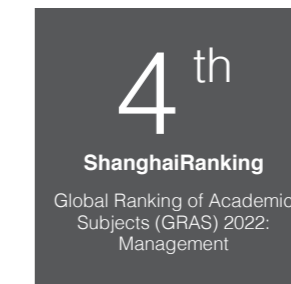 4th
ShanghaiRanking
Global Ranking of Academic
Subjects (GRAS) 2022:
Management